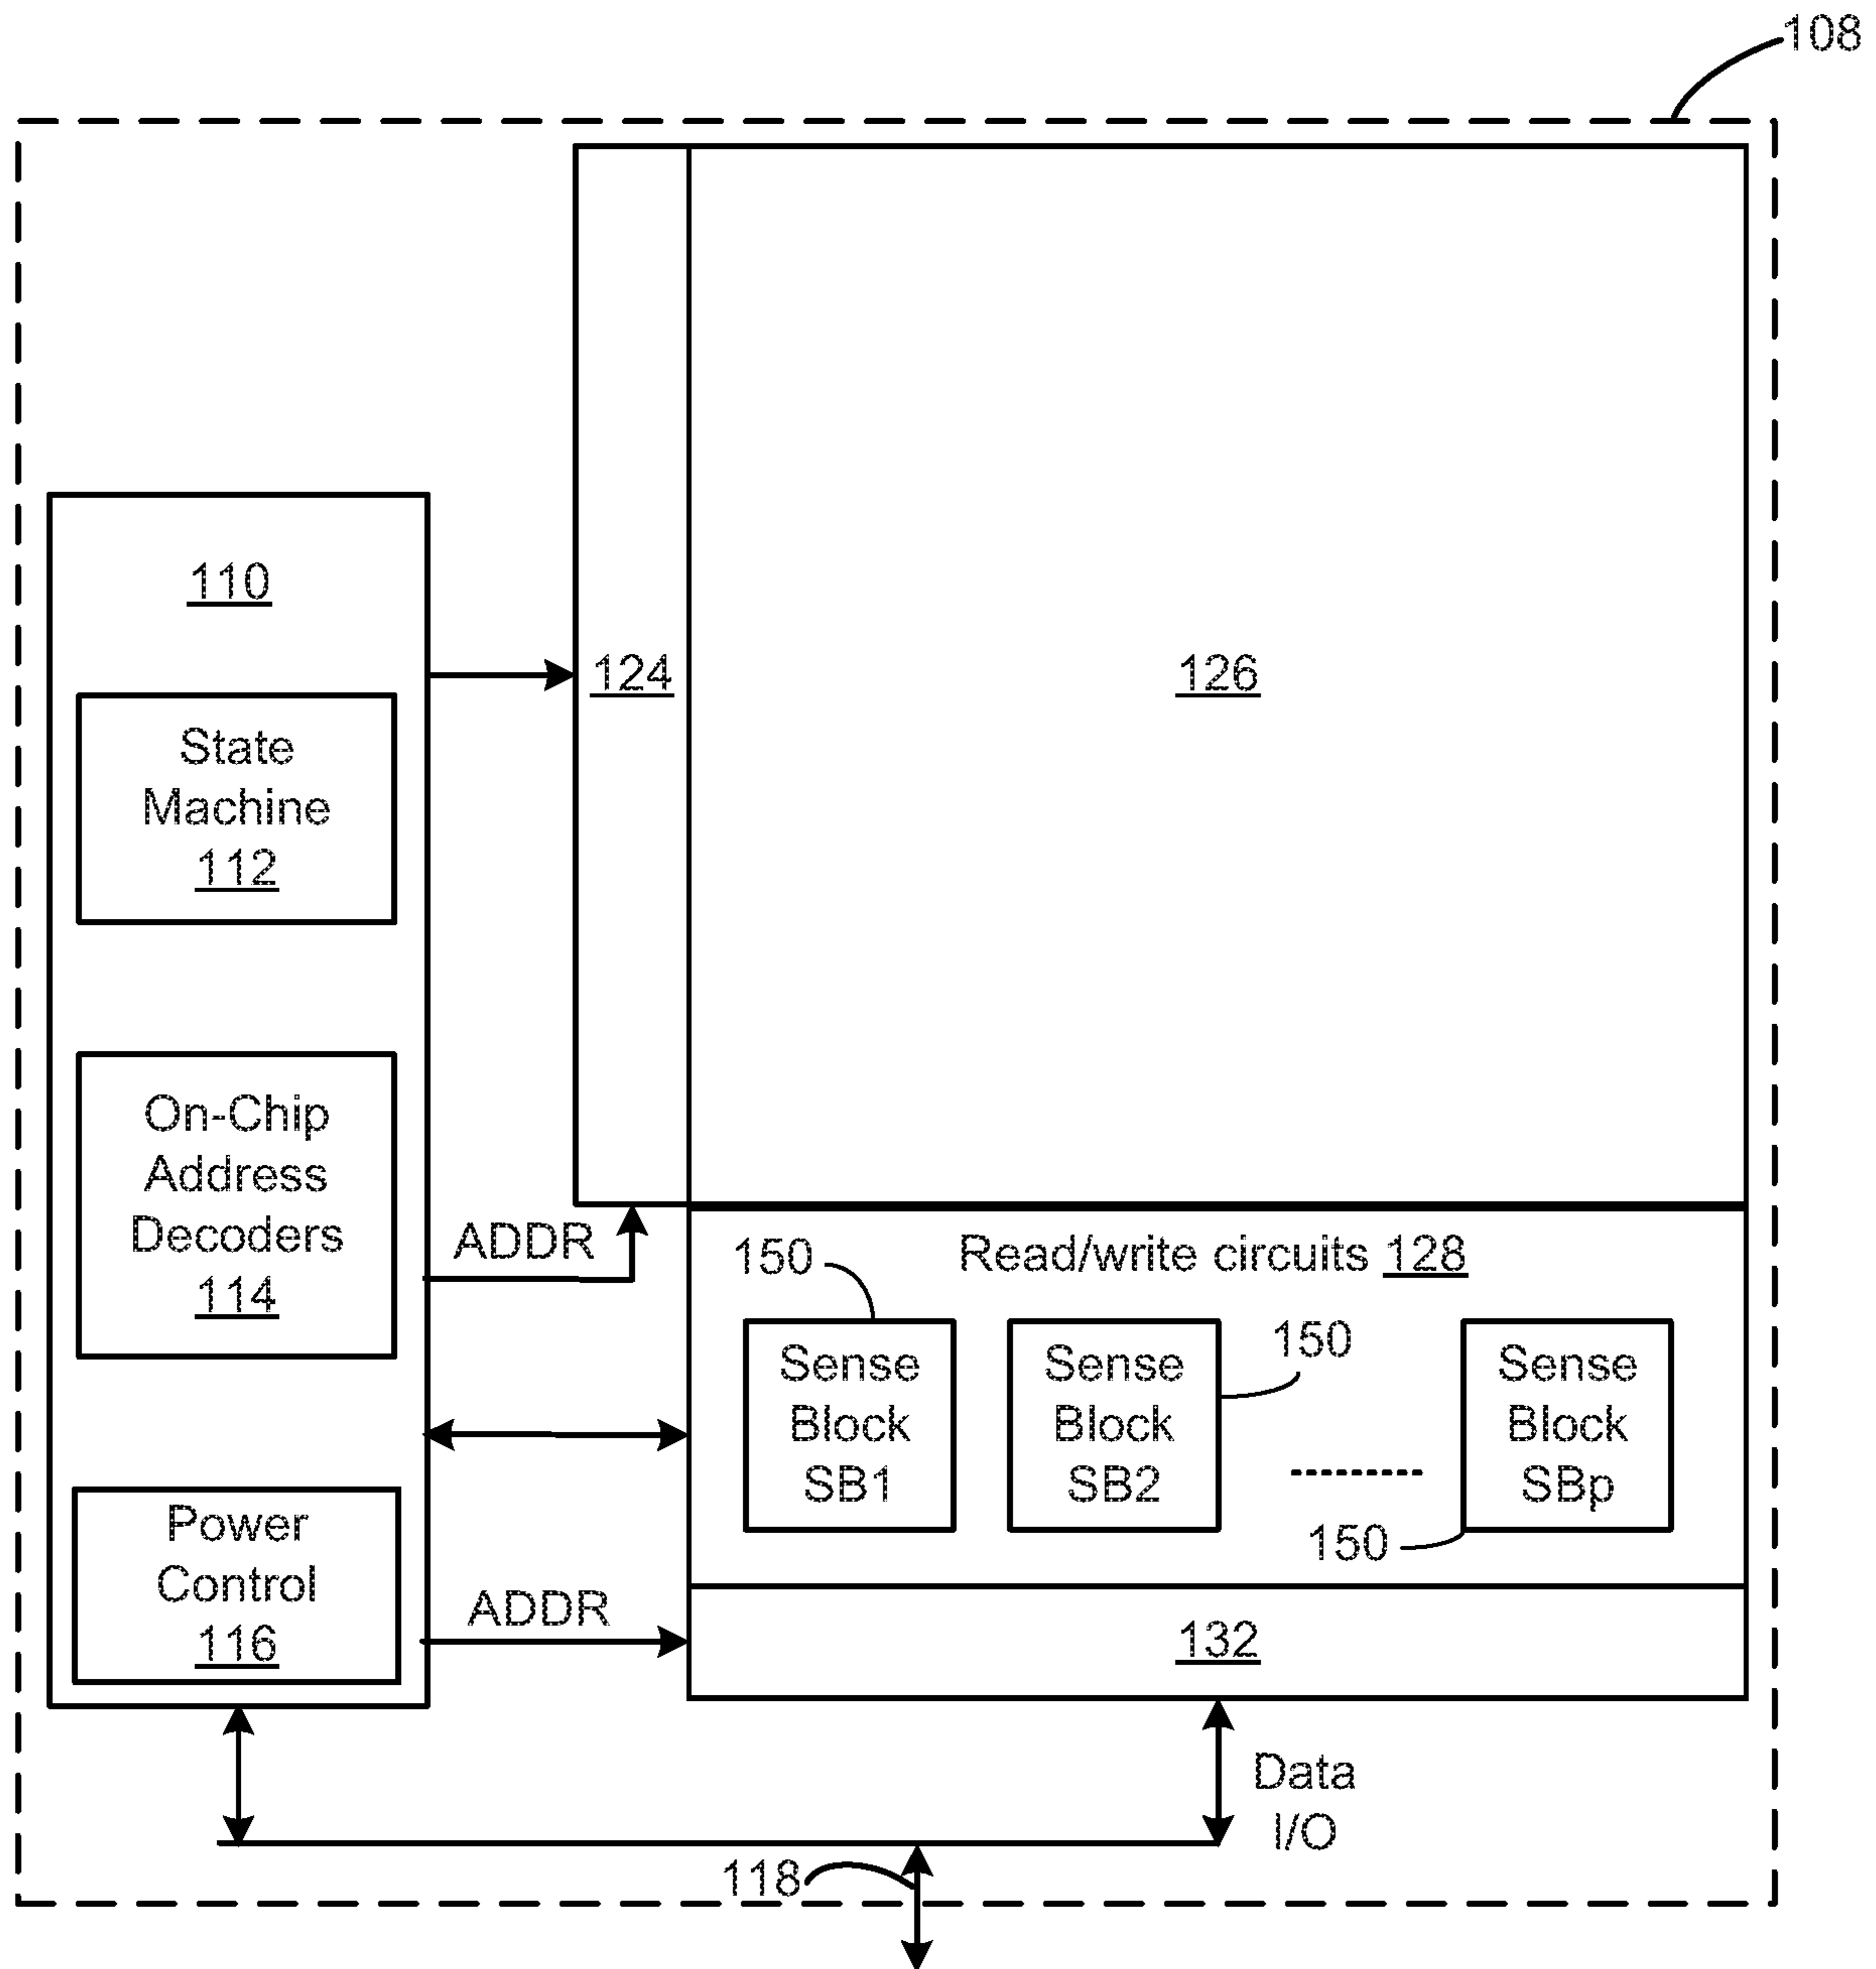 108
110
State
Machine
112
On-Chip
Address
Decoders
114
Power
Control
116
124
126
ADDR
ADDR
Read/write circuits 128
150
Sense
Block
SB1
Sense
Block
SB2
150
Sense
Block
SBp
150
132
Data
I/O
118